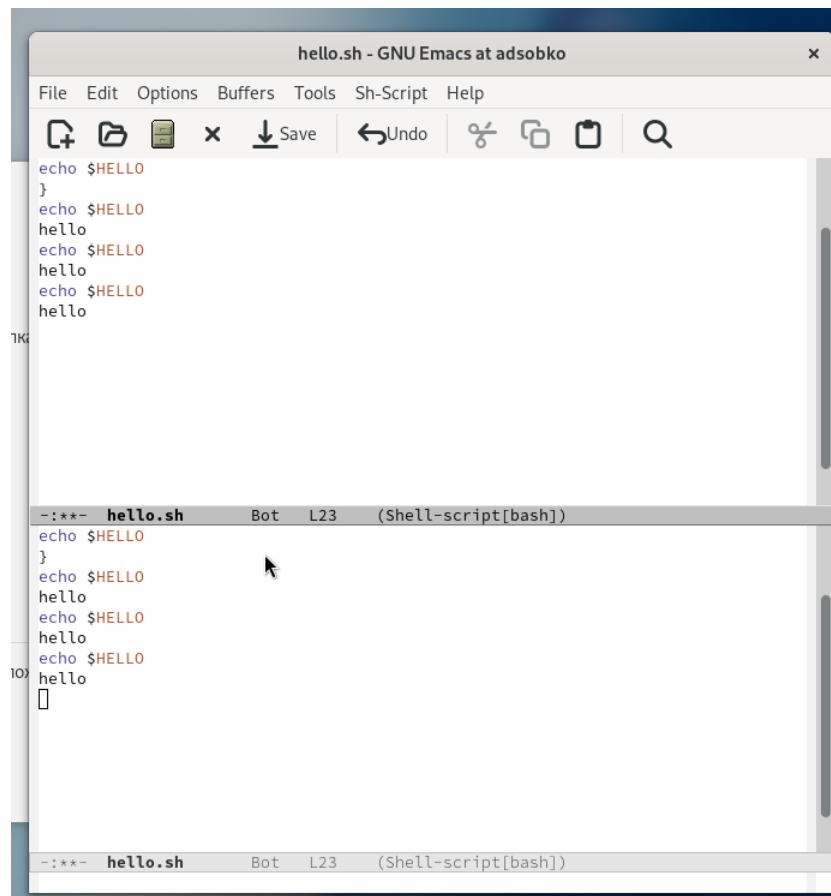 hello.sh - GNU Emacs at adsobko
File Edit Options Buffers Tools Sh-Script Help
Save Undo
echo $HELLO
}
echo $HELLO
hello
echo $HELLO
hello
echo $HELLO
hello
-:**- hello.sh Bot L23 (Shell-script[bash])
echo $HELLO
}
echo $HELLO
hello
echo $HELLO
hello
echo $HELLO
hello
-:**- hello.sh Bot L23 (Shell-script[bash])